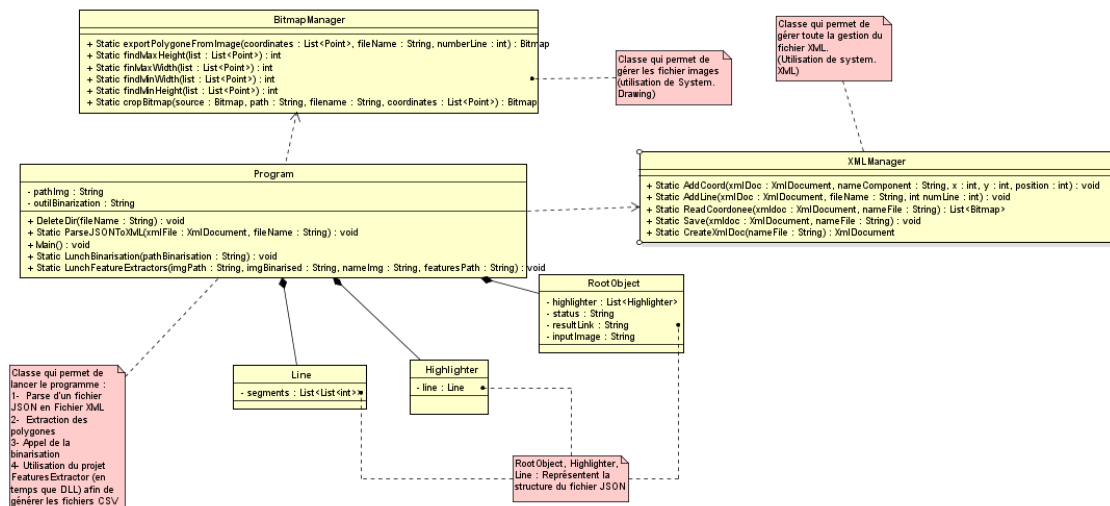 BitmapManager
+ Static exportPolygoneFromImage(coordinates : List<Point>, fileName : String, numberLine : int) : Bitmap
+ Static findMaxHeight(list : List<Point>) : int
+ Static finMaxWidth(list : List<Point>) : int
+ Static findMinWidth(list : List<Point>) : int
+ Static findMinHeight(list : List<Point>) : int
+ Static cropBitmap(source : Bitmap, path : String, filename : String, coordinates : List<Point>) : Bitmap
Classe qui permet de
gérer les fichier images
(utilisation de System.
Drawing)
Classe qui permet de
gérer toute la gestion du
fichier XML.
(Utilisation de system.
XML)
Program
- pathImg : String
- outilBinarization : String
+ DeleteDir(fileName : String) : void
+ Static ParseJSONToXML(xmlFile : XmlDocument, fileName : String) : void
+ Main() : void
+ Static LunchBinarisation(pathBinarisation : String) : void
+ Static LunchFeatureExtractors(imgPath : String, imgBinarised : String, nameImg : String, featuresPath : String) : void
XMLManager
+ Static AddCoord(xmlDoc : XmlDocument, nameComponent : String, x : int, y : int, position : int) : void
+ Static AddLine(xmlDoc : XmlDocument, fileName : String, int numLine : int) : void
+ Static ReadCoordonee(xmldoc : XmlDocument, nameFile : String) : List<Bitmap>
+ Static Save(xmldoc : XmlDocument, nameFile : String) : void
+ Static CreateXmlDoc(nameFile : String) : XmlDocument
RootObject
- highlighter : List<Highlighter>
- status : String
- resultLink : String
- inputImage : String
Line
- segments : List<List<int>>
Highlighter
- line : Line
Classe qui permet de
lancer le programme :
1- Parse d'un fichier
JSON en Fichier XML
2- Extraction des
polygones
3- Appel de la
binarisation
4- Utilisation du projet
FeaturesExtractor (en
temps que DLL) afin de
générer les fichiers CSV
RootObject, Highlighter,
Line : Représentent la
structure du fichier JSON